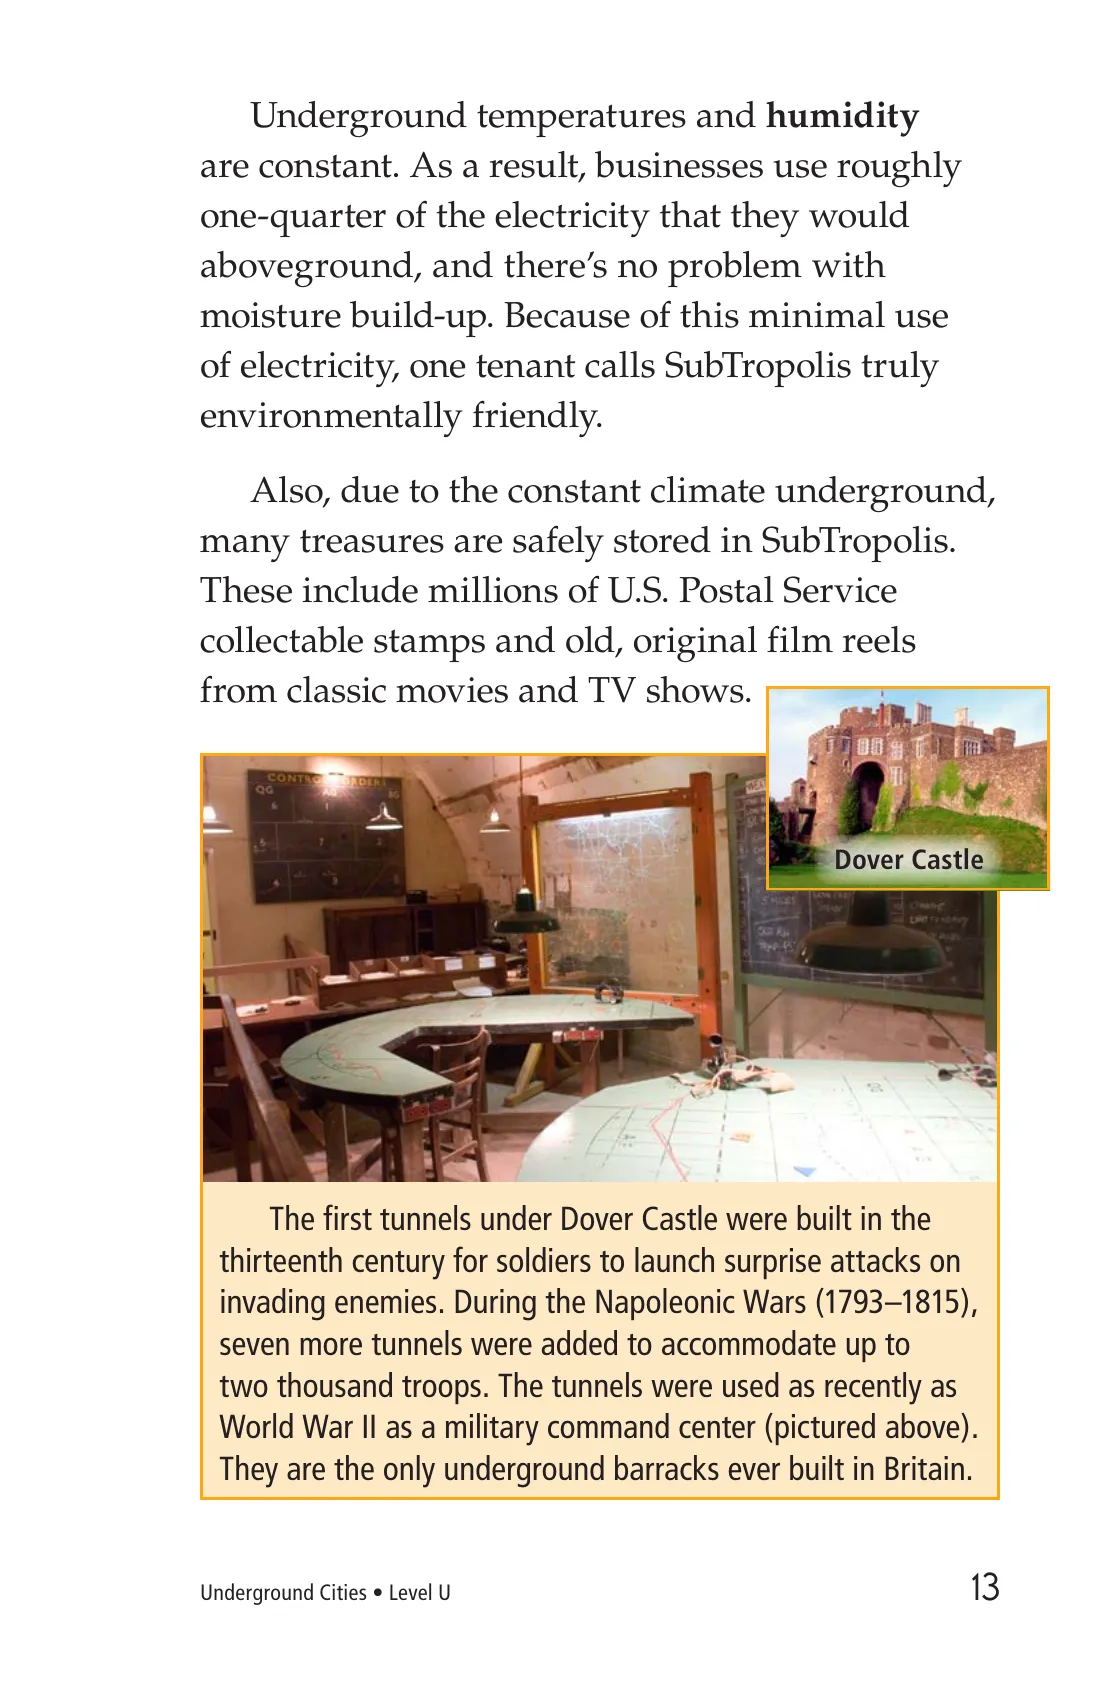 Underground temperatures and humidity
are constant. As a result, businesses use roughly
one-quarter of the electricity that they would
aboveground, and there’s no problem with
moisture build-up. Because of this minimal use
of electricity, one tenant calls SubTropolis truly
environmentally friendly.
Also, due to the constant climate underground,
many treasures are safely stored in SubTropolis.
These include millions of U.S. Postal Service
collectable stamps and old, original film reels
from classic movies and TV shows.
Dover Castle
QG
The first tunnels under Dover Castle were built in the
thirteenth century for soldiers to launch surprise attacks on
invading enemies. During the Napoleonic Wars (1793–1815),
seven more tunnels were added to accommodate up to
two thousand troops. The tunnels were used as recently as
World War II as a military command center (pictured above).
They are the only underground barracks ever built in Britain.
Underground Cities • Level U
13